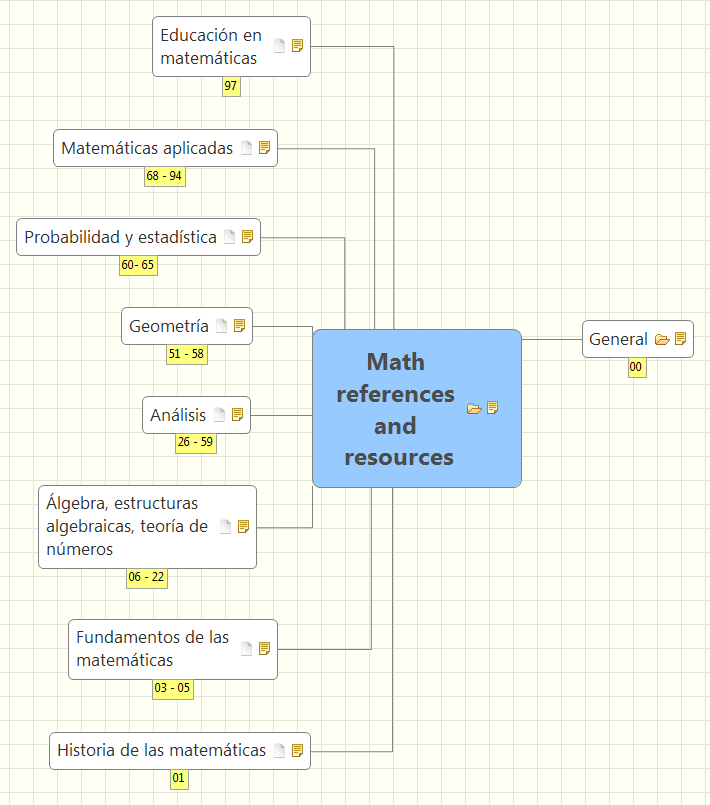 Educación en
matemáticas
97
Matemáticas aplicadas
68 - 94
Probabilidad y estadística
60- 65
Geometría
51 - 58
Análisis
26 - 59
Álgebra, estructuras
algebraicas, teoría de
números
06 - 22
Fundamentos de las
matemáticas
03 - 05
Historia de las matemáticas
01
Math
references
and
resources
General
00